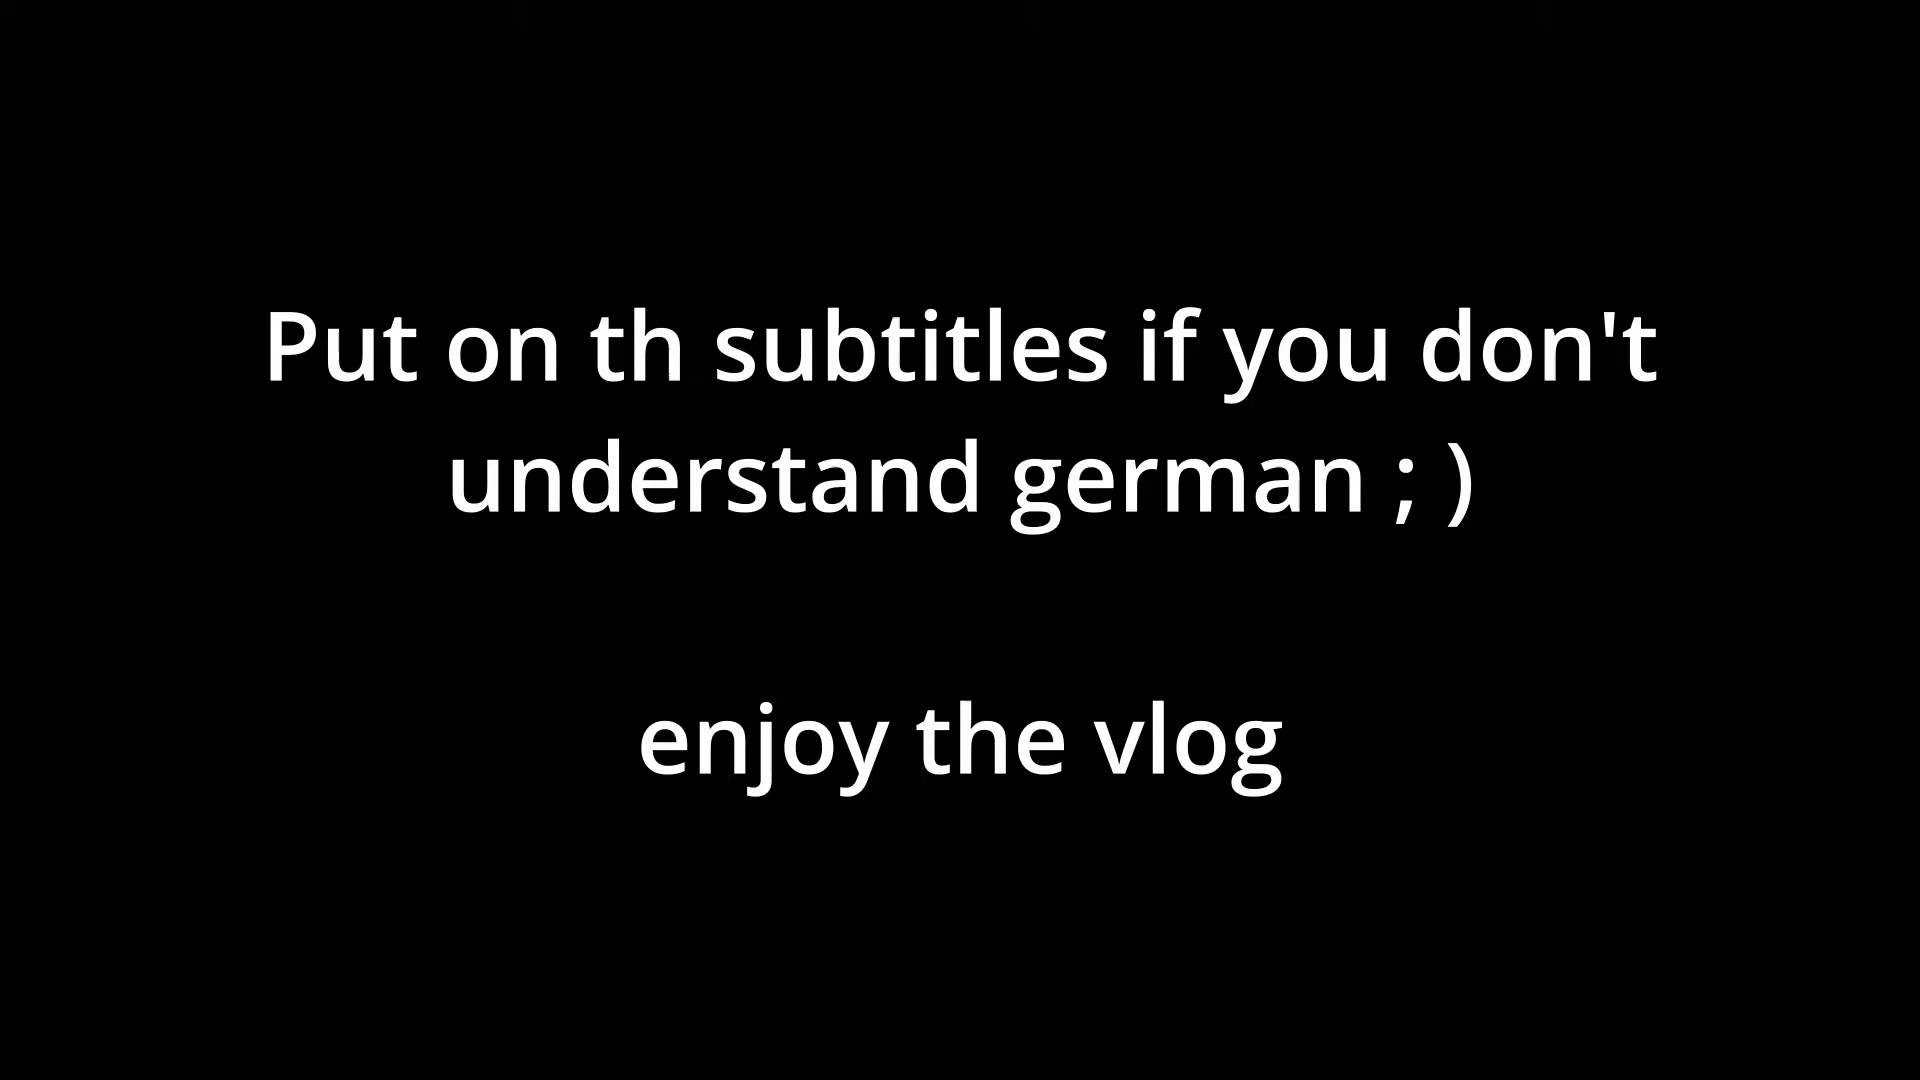 Put on th subtitles if you don't
understand german ; )
enjoy the vlog